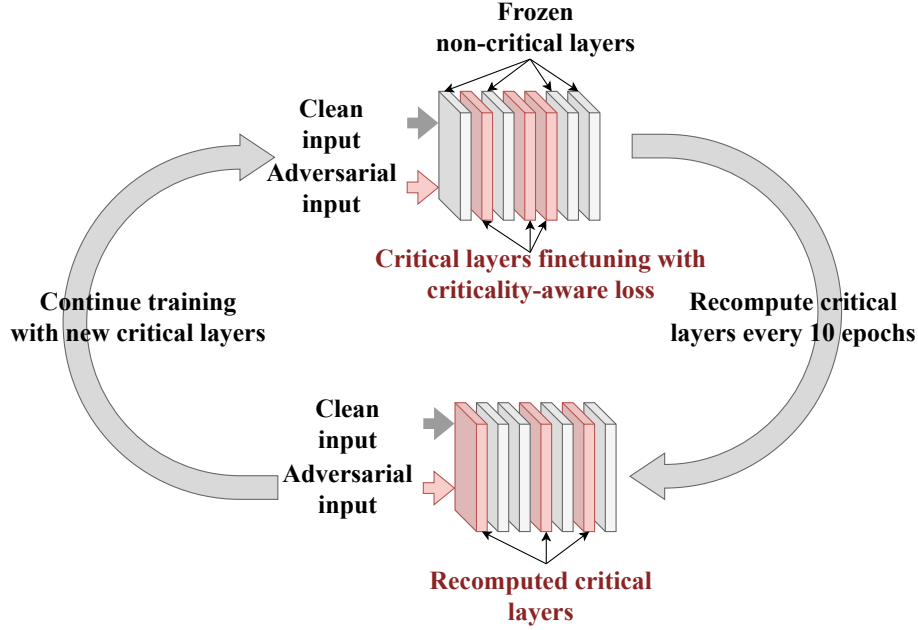 Frozen
non-critical layers
Clean
input
Adversarial
input
Critical layers finetuning with
criticality-aware loss
Continue training
with new critical layers
Recompute critical
layers every 10 epochs
Clean
input
Adversarial
input
Recomputed critical
layers